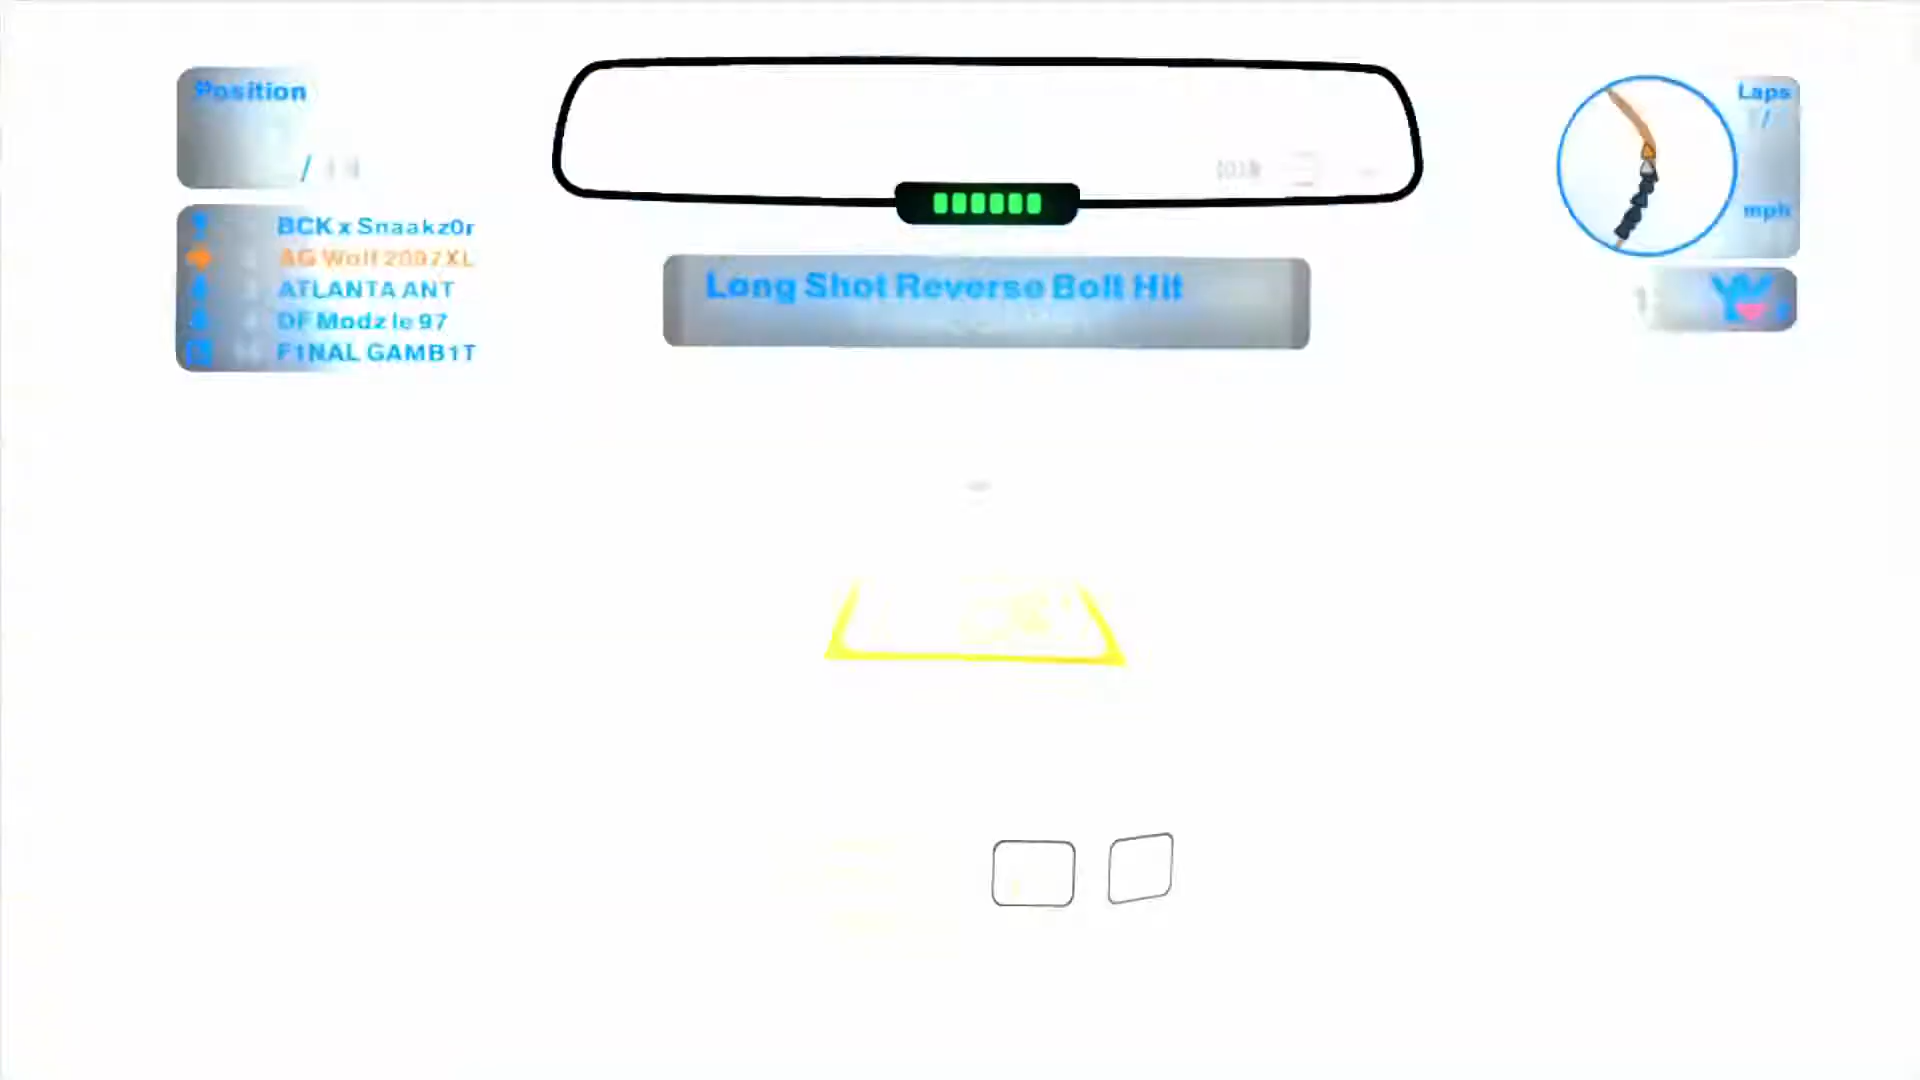 Position
/
BCK x Snaakz0r
AG Wolf 2097XL
ATLANTA ANT
DF Modz le 97
F1NAL GAMB1T
Long Shot Reverse Bolt Hit
Laps
/
mph